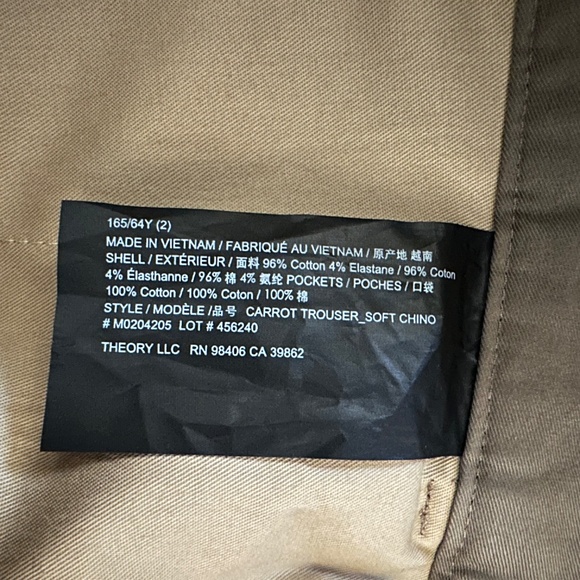 165/64Y (2)
MADE IN VIETNAM / FABRIQUÉ AU VIETNAM / 原产地 越南
SHELL / EXTÉRIEUR / 面料 96% Cotton 4% Elastane / 96% Coton
4% Élasthanne / 96% 棉 4% 氨纶 POCKETS / POCHES / 口袋
100% Cotton / 100% Coton / 100% 棉
STYLE / MODÈLE /品号 CARROT TROUSER_SOFT CHINO
# M0204205 LOT # 456240
THEORY LLC RN 98406 CA 39862